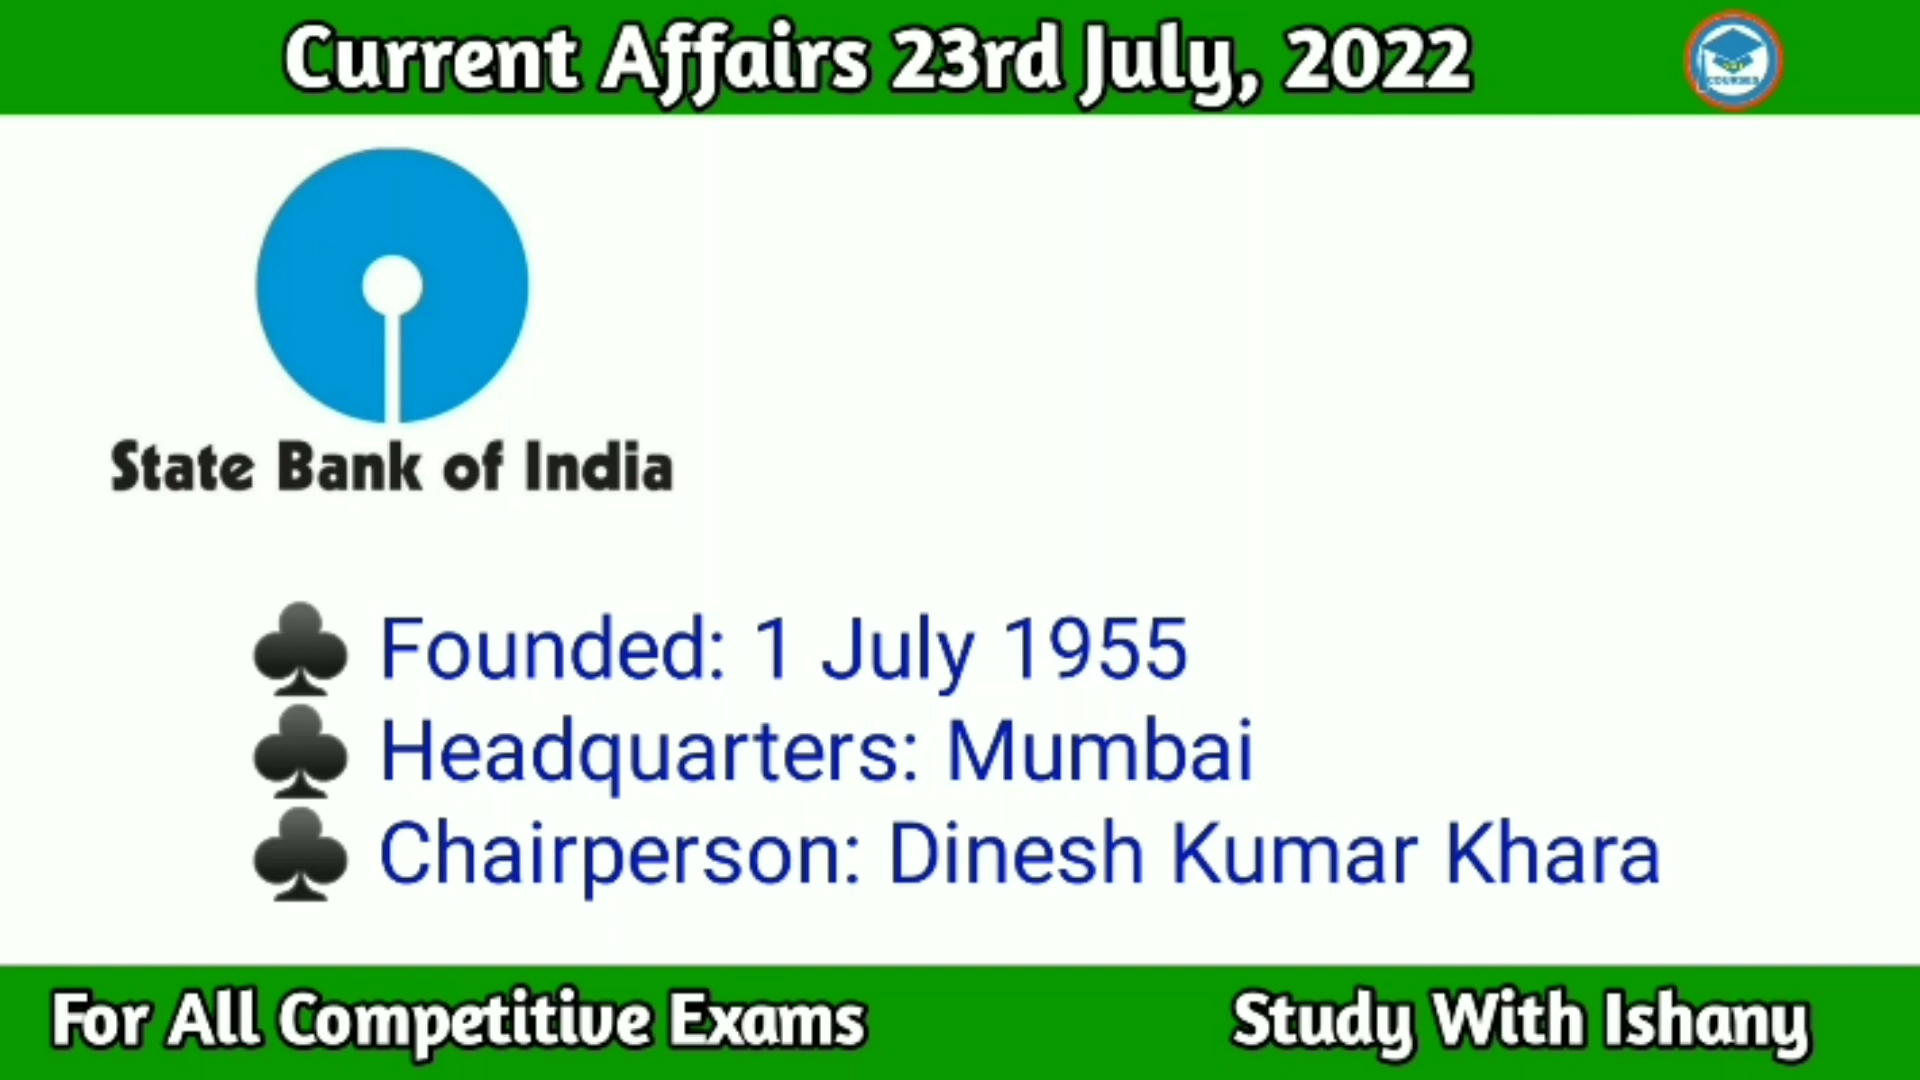 Current Affairs 23rd July, 2022
COURSES
State Bank of India
Founded: 1 July 1955
Headquarters: Mumbai
Chairperson: Dinesh Kumar Khara
For All Competitive Exams
Study With Ishany